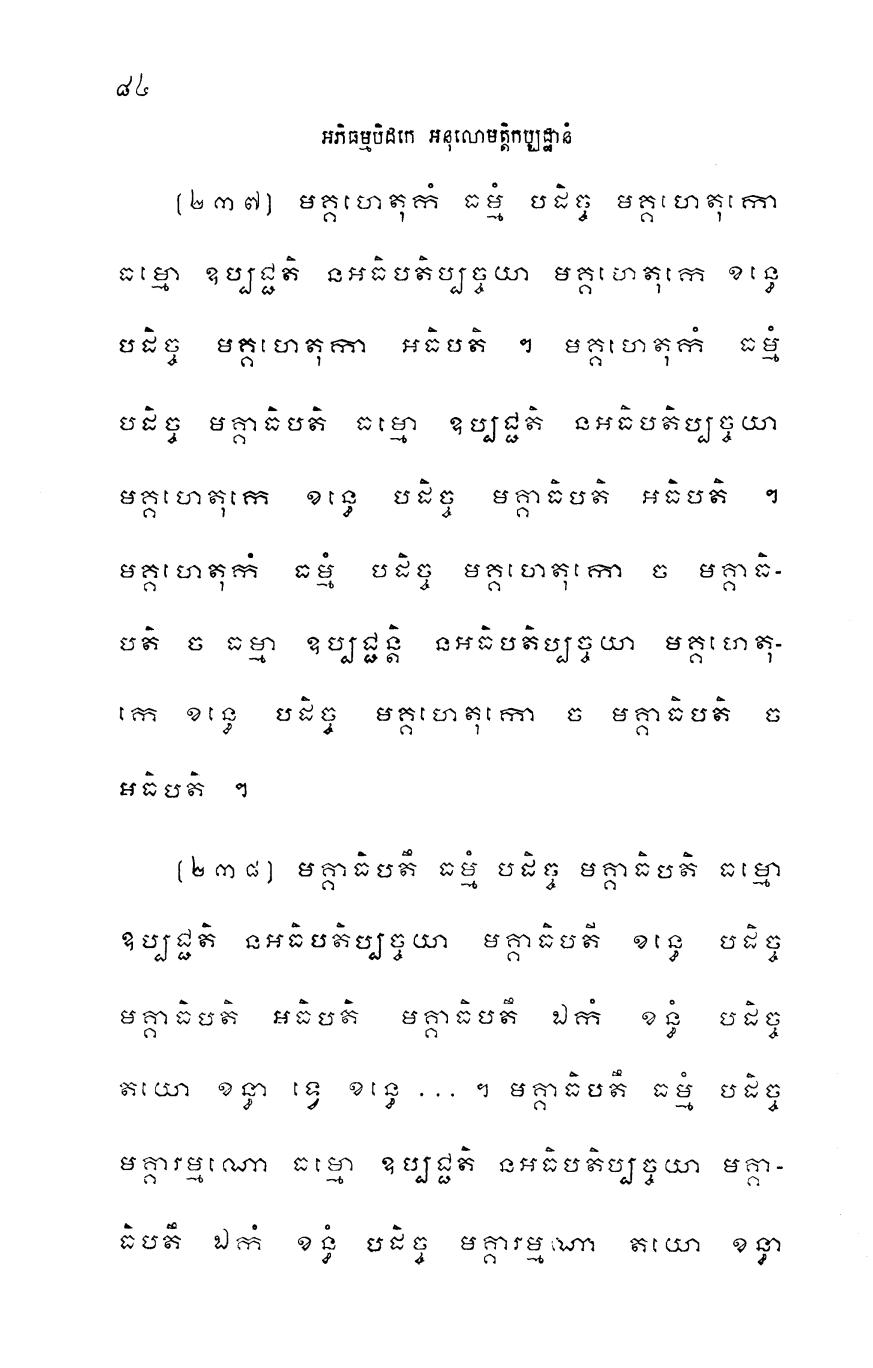 ៨៤
អភិធម្មបិដកេ អនុលោមត្តិកប្បដ្ឋានំ
(២៣៧) មគ្គហេតុកំ ធម្មំ បដិច្ច មគ្គហេតុកោ
ធម្មោ ឧប្បជ្ជតិ នអធិបតិប្បច្ចយា មគ្គហេតុកេ ខន្ធេ
បដិច្ច មគ្គហេតុកា អធិបតិ ។ មគ្គហេតុកំ ធម្មំ
បដិច្ច មគ្គាធិបតិ ធម្មោ ឧប្បជ្ជតិ នអធិបតិប្បច្ចយា
មគ្គហេតុកេ ខន្ធេ បដិច្ច មគ្គាធិបតិ អធិបតិ ។
មគ្គហេតុកំ ធម្មំ បដិច្ច មគ្គហេតុកោ ច មគ្គាធិ-
បតិ ច ធម្មា ឧប្បជ្ជន្តិ នអធិបតិប្បច្ចយា មគ្គហេតុ-
កេ ខន្ធេ បដិច្ច មគ្គហេតុកោ ច មគ្គាធិបតិ ច
អធិបតិ ។
(២៣៨) មគ្គាធិបតឹ ធម្មំ បដិច្ច មគ្គាធិបតិ ធម្មោ
ឧប្បជ្ជតិ នអធិបតិប្បច្ចយា មគ្គាធិបតី ខន្ធេ បដិច្ច
មគ្គាធិបតិ អធិបតិ មគ្គាធិបតឹ ឯកំ ខន្ធំ បដិច្ច
តយោ ខន្ធា ទ្វេ ខន្ធេ ... ។ មគ្គាធិបតឹ ធម្មំ បដិច្ច
មគ្គារម្មណោ ធម្មោ ឧប្បជ្ជតិ នអធិបតិប្បច្ចយា មគ្គា-
ធិបតឹ ឯកំ ខន្ធំ បដិច្ច មគ្គារម្មណា តយោ ខន្ធា